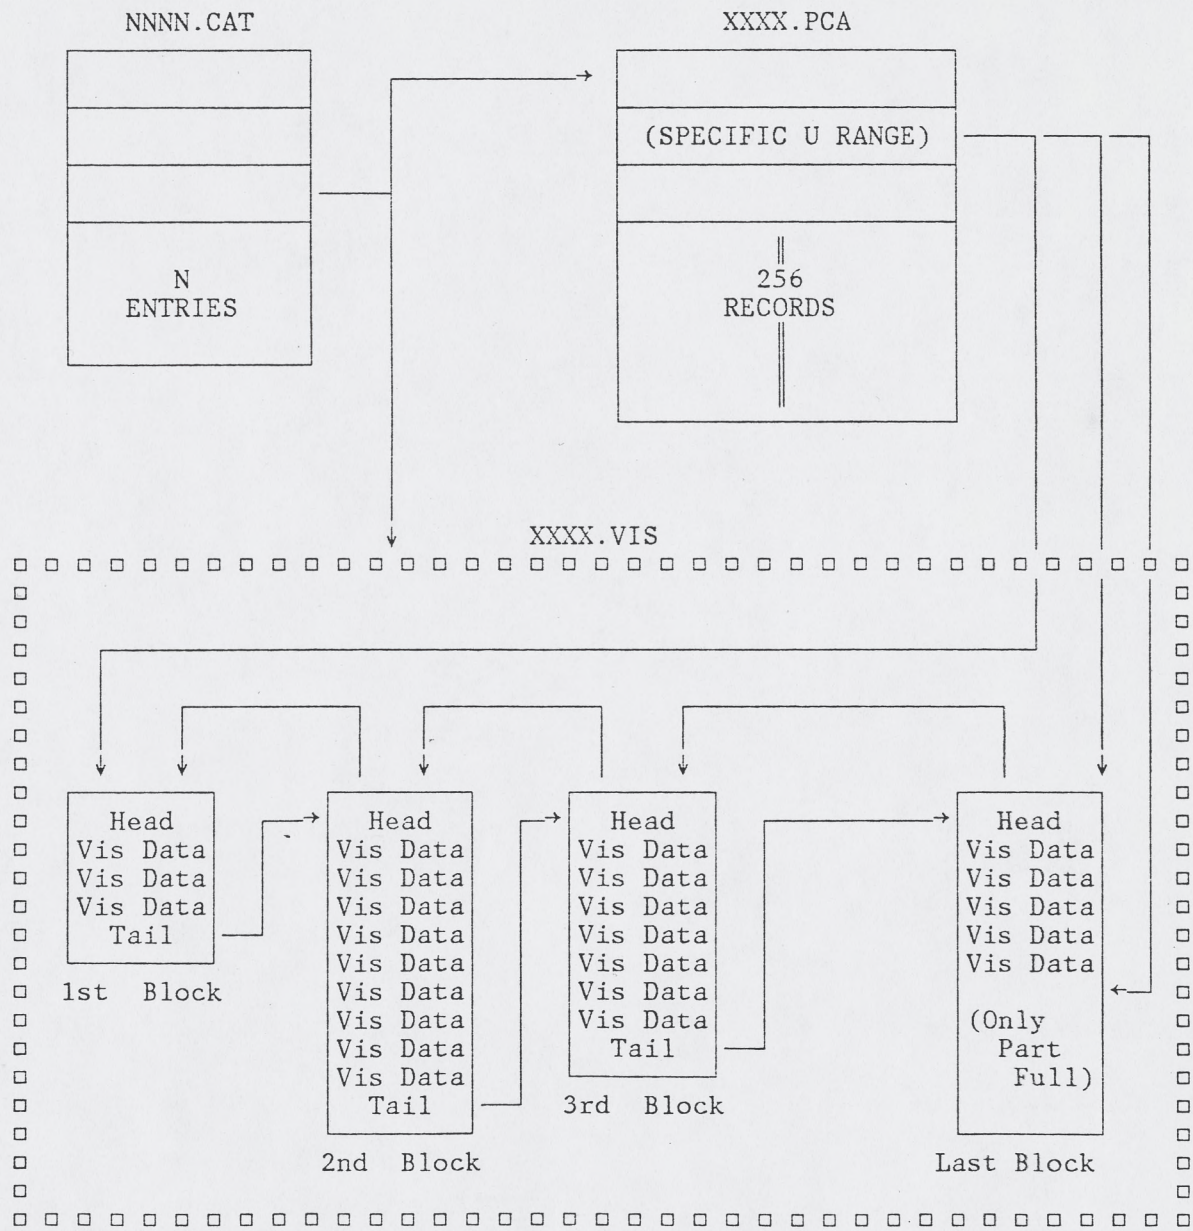 NNNN.CAT
XXXX.PCA
(SPECIFIC U RANGE)
N
ENTRIES
256
RECORDS
XXXX.VIS
Head
Vis Data
Vis Data
Vis Data
Tail
1st Block
Head
Vis Data
Vis Data
Vis Data
Vis Data
Vis Data
Vis Data
Vis Data
Vis Data
Vis Data
Tail
2nd Block
Head
Vis Data
Vis Data
Vis Data
Vis Data
Vis Data
Vis Data
Vis Data
Tail
3rd Block
Head
Vis Data
Vis Data
Vis Data
Vis Data
Vis Data
(Only
Part
Full)
Last Block